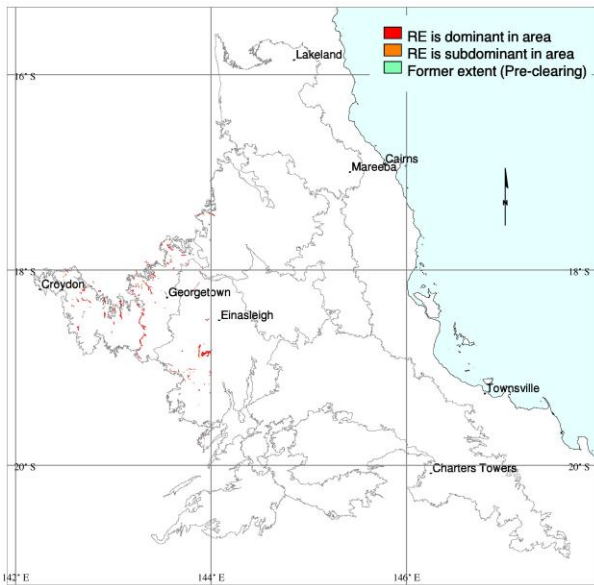 RE is dominant in area
RE is subdominant in area
Former extent (Pre-clearing)
Lakeland
16° S
Cairns
Mareeba
N
18° S
18° S
Croydon
Georgetown
Einasleigh
Townsville
20° S
20° S
Charters Towers
142° E
144° E
146° E